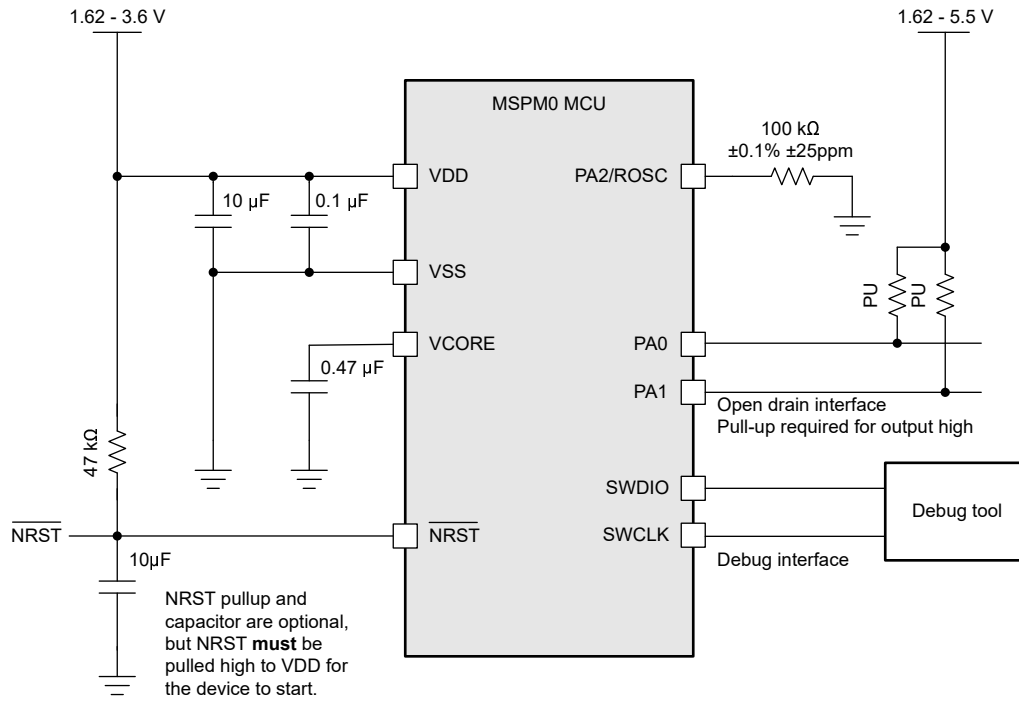 1.62 - 3.6 V
1.62 - 5.5 V
MSPM0 MCU
100 kΩ
±0.1% ±25ppm
VDD
PA2/ROSC
10 µF
0.1 µF
VSS
PU
PU
VCORE
PA0
0.47 µF
PA1
Open drain interface
Pull-up required for output high
47 kΩ
SWDIO
Debug tool
NRST
NRST
SWCLK
10µF
Debug interface
NRST pullup and
capacitor are optional,
but NRST must be
pulled high to VDD for
the device to start.